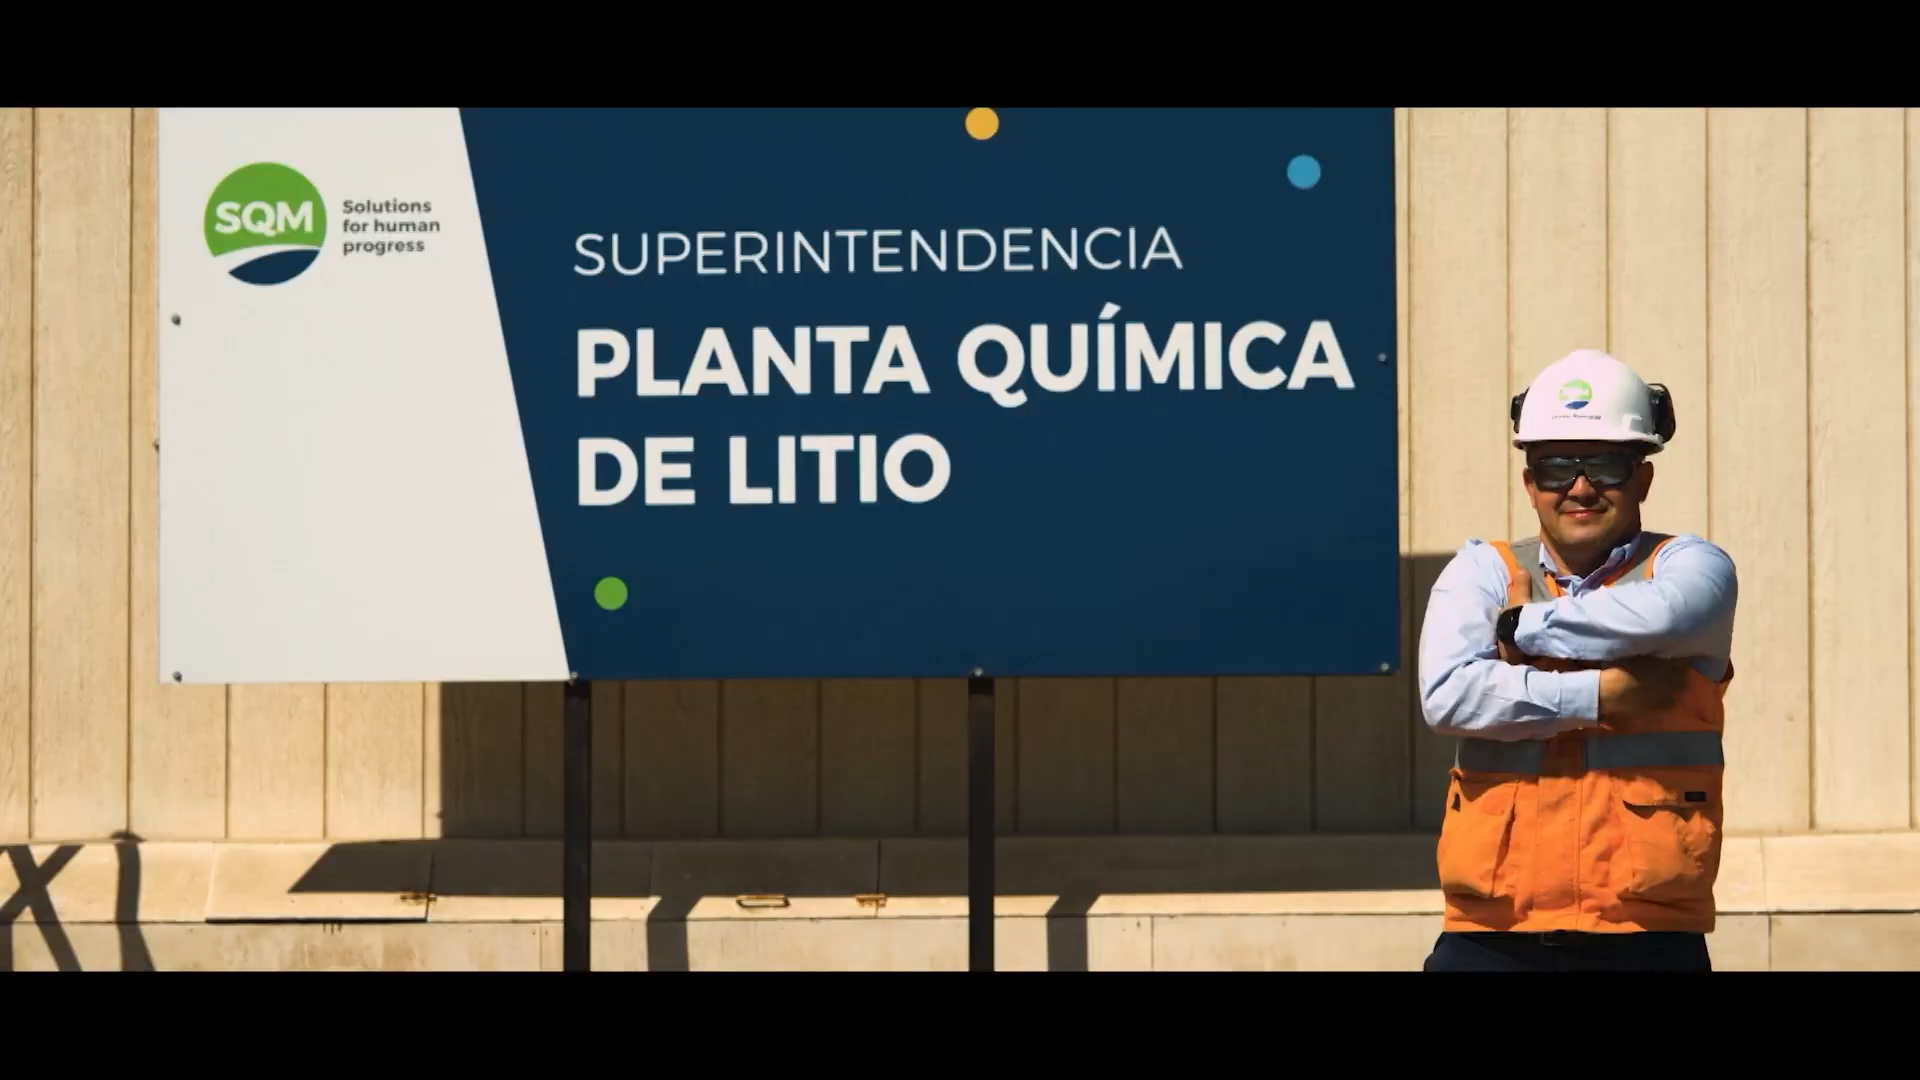 SQM
Solutions
for human
progress
SUPERINTENDENCIA
PLANTA QUÍMICA
DE LITIO